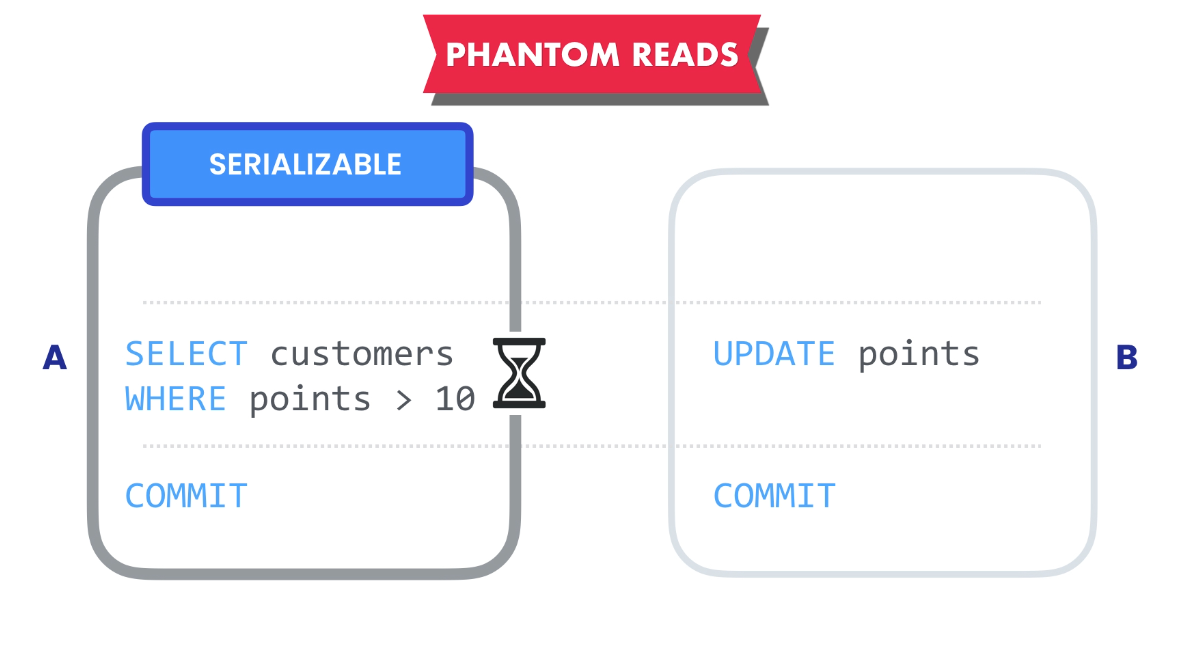 PHANTOM READS
SERIALIZABLE
A
SELECT customers
WHERE points > 10
COMMIT
UPDATE points
COMMIT
B